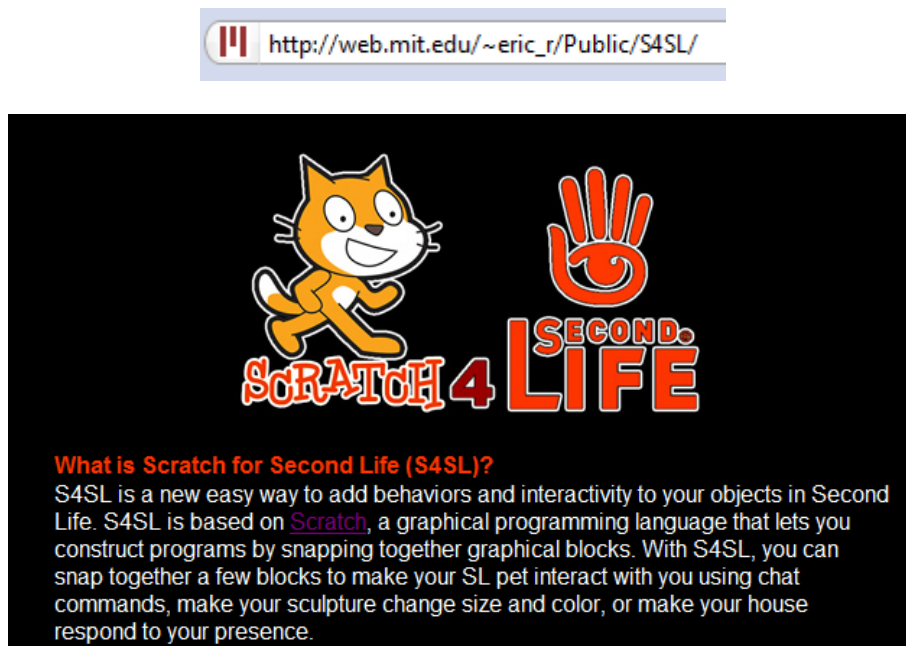 http://web.mit.edu/~eric_r/Public/S4SL/
SCRATCH 4 SECOND LIFE
What is Scratch for Second Life (S4SL)?
S4SL is a new easy way to add behaviors and interactivity to your objects in Second
Life. S4SL is based on Scratch, a graphical programming language that lets you
construct programs by snapping together graphical blocks. With S4SL, you can
snap together a few blocks to make your SL pet interact with you using chat
commands, make your sculpture change size and color, or make your house
respond to your presence.